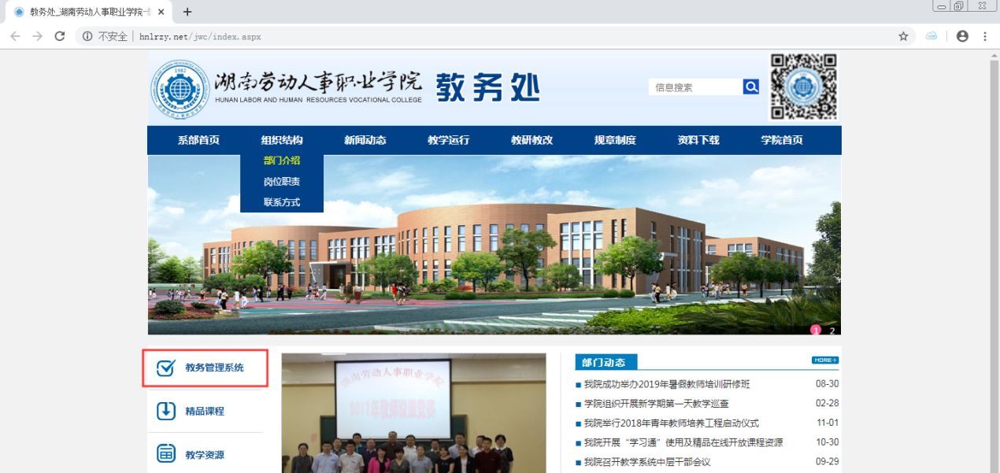 教务处_湖南劳动人事职业学院-教
不安全 hnlrzy.net/jwc/index.aspx
1982
湖南劳动人事职业学院
HUNAN LABOR AND HUMAN RESOURCES VOCATIONAL COLLEGE
教务处
信息搜索
系部首页 组织结构 新闻动态 教学运行 教研教改 规章制度 资料下载 学院首页
部门介绍
岗位职责
联系方式
1 2
教务管理系统
精品课程
教学资源
湖南劳动人事职业学院
2017年教师说课竞赛
部门动态 MORE
我院成功举办2019年暑假教师培训研修班 08-30
学院组织开展新学期第一天教学巡查 02-28
我院举行2018年青年教师培养工程启动仪式 11-01
我院开展“学习通”使用及精品在线开放课程资源 10-30
我院召开教学系统中层干部会议 09-29